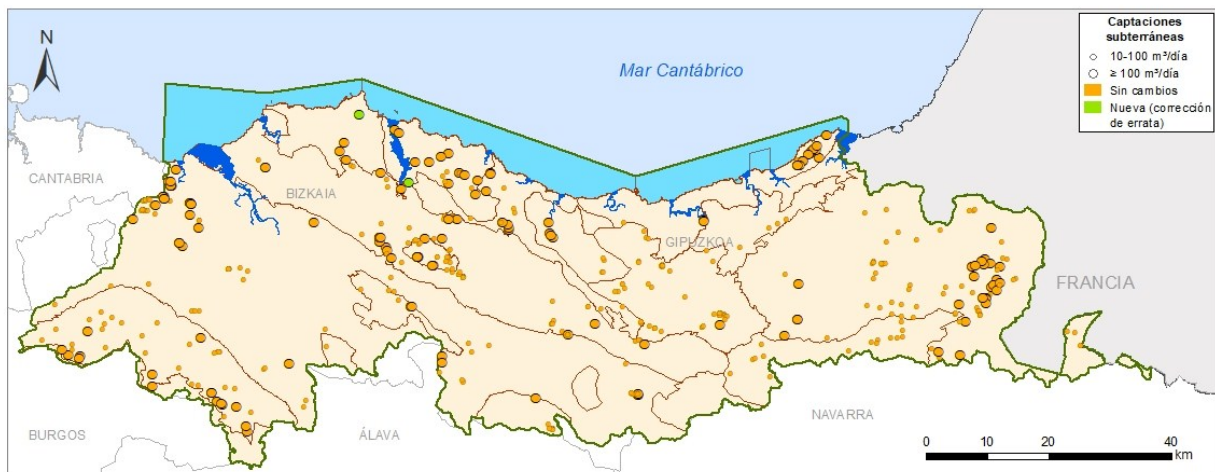 N
Mar Cantábrico
Captaciones
subterráneas
10-100 m³/día
≥ 100 m³/día
Sin cambios
Nueva (corrección
de errata)
CANTABRIA
BIZKAIA
GIPUZKOA
FRANCIA
NAVARRA
BURGOS
ÁLAVA
0 10 20 40
km